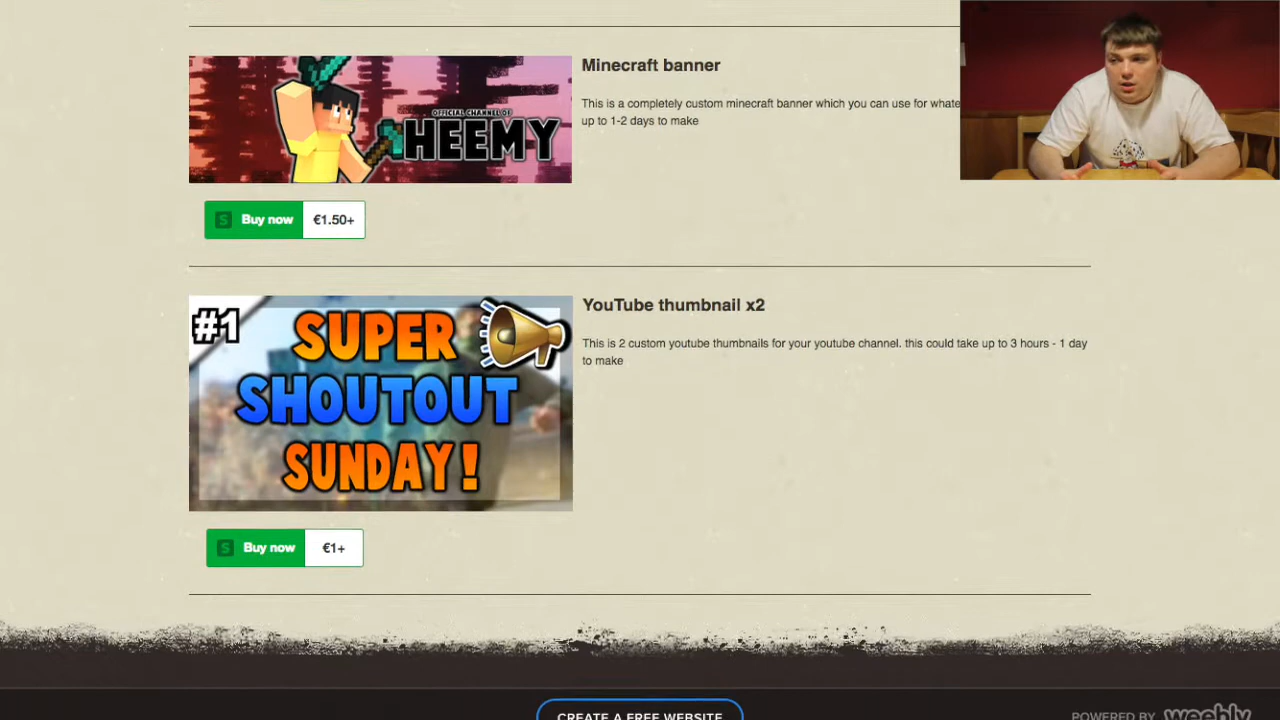 Minecraft banner
This is a completely custom minecraft banner which you can use for whate
up to 1-2 days to make
OFFICIAL CHANNEL OF
HEEMY
S Buy now €1.50+
#1
SUPER
SHOUTOUT
SUNDAY!
YouTube thumbnail x2
This is 2 custom youtube thumbnails for your youtube channel. this could take up to 3 hours - 1 day
to make
S Buy now €1+
CREATE A FREE WEBSITE
POWERED BY weebly